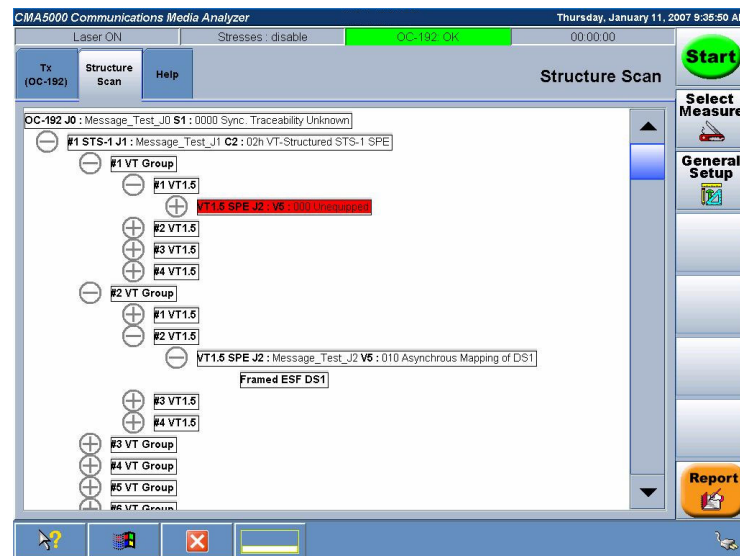 CMA5000 Communications Media Analyzer
Thursday, January 11, 2007 9:35:50 A
Laser ON
Stresses : disable
OC-192: OK
00:00:00
Tx
(OC-192)
Structure
Scan
Help
Structure Scan
Start
Select
Measure
General
Setup
Report
OC-192 J0 : Message_Test_J0 S1 : 0000 Sync. Traceability Unknown
#1 STS-1 J1 : Message_Test_J1 C2 : 02h VT-Structured STS-1 SPE
#1 VT Group
#1 VT1.5
VT1.5 SPE J2 : V5 : 000 Unequipped
#2 VT1.5
#3 VT1.5
#4 VT1.5
#2 VT Group
#1 VT1.5
#2 VT1.5
VT1.5 SPE J2 : Message_Test_J2 V5 : 010 Asynchrous Mapping of DS1
Framed ESF DS1
#3 VT1.5
#4 VT1.5
#3 VT Group
#4 VT Group
#5 VT Group
#6 VT Group